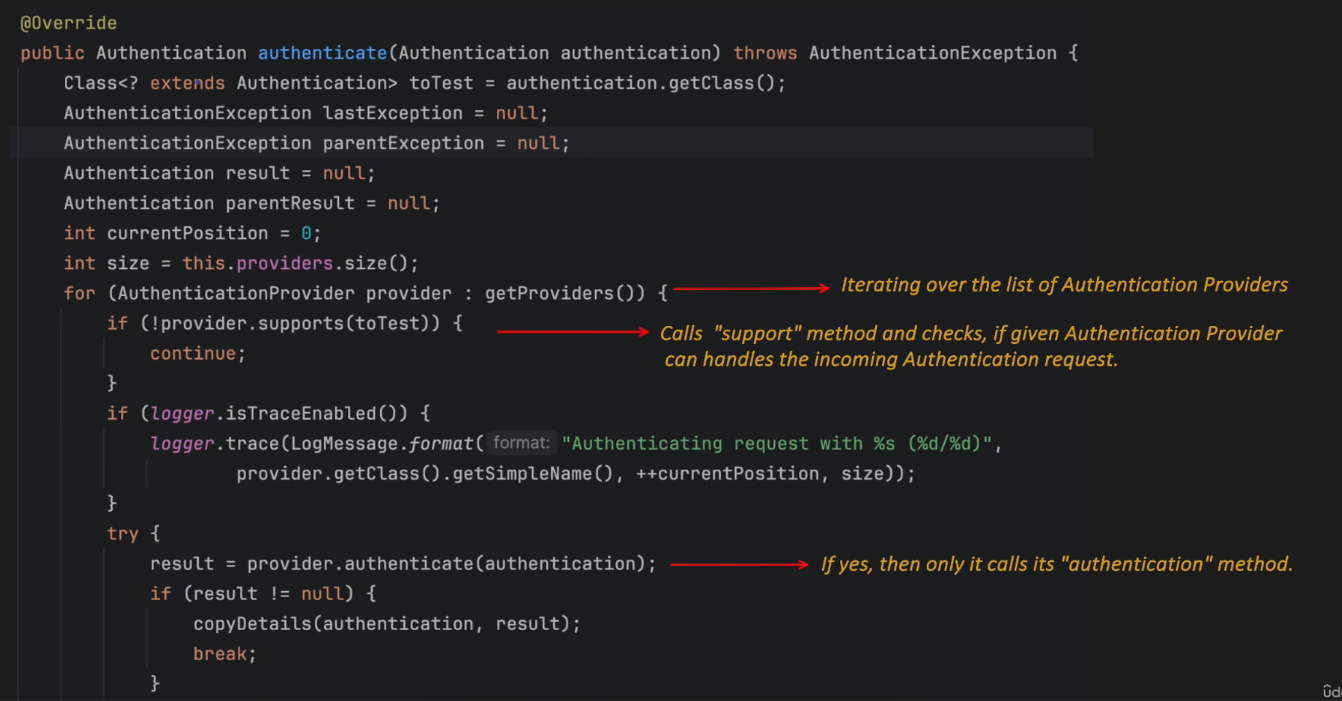 @Override
public Authentication authenticate(Authentication authentication) throws AuthenticationException {
Class<? extends Authentication> toTest = authentication.getClass();
AuthenticationException lastException = null;
AuthenticationException parentException = null;
Authentication result = null;
Authentication parentResult = null;
int currentPosition = 0;
int size = this.providers.size();
for (AuthenticationProvider provider : getProviders()) {
Iterating over the list of Authentication Providers
if (!provider.supports(toTest)) {
Calls "support" method and checks, if given Authentication Provider
can handles the incoming Authentication request.
continue;
}
if (logger.isTraceEnabled()) {
logger.trace(LogMessage.format( format: "Authenticating request with %s (%d/%d)",
provider.getClass().getSimpleName(), ++currentPosition, size));
}
try {
result = provider.authenticate(authentication);
If yes, then only it calls its "authentication" method.
if (result != null) {
copyDetails(authentication, result);
break;
}